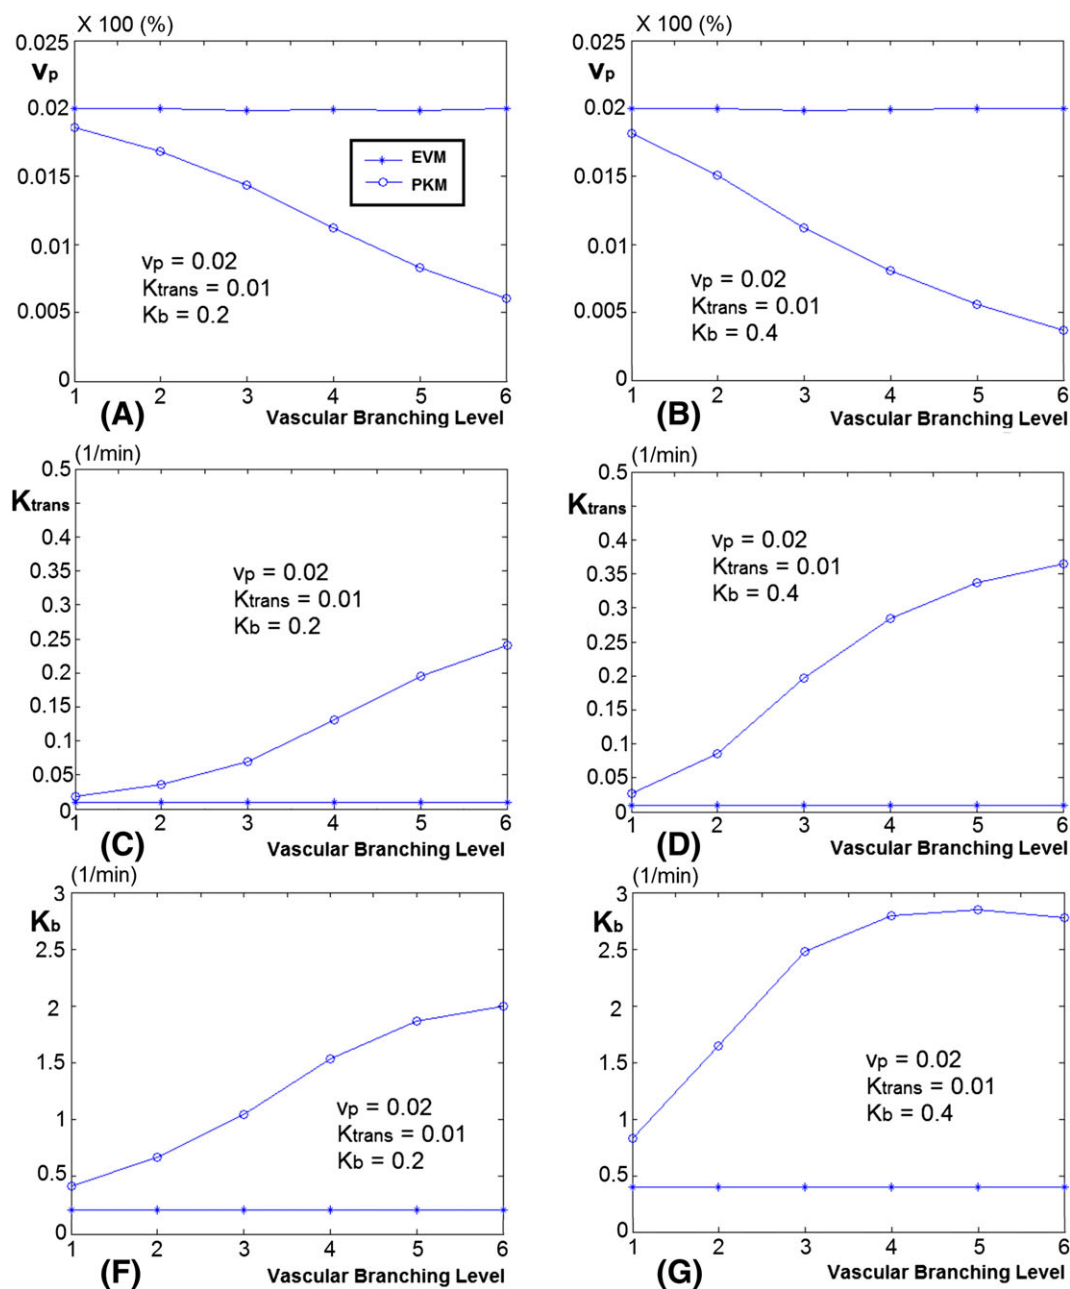 X 100 (%)
0.025
vp
0.02
0.015
0.01
0.005
0
EVM
PKM
vp = 0.02
Ktrans = 0.01
Kb = 0.2
1 2 3 4 5 6
(A) Vascular Branching Level
X 100 (%)
0.025
vp
0.02
0.015
0.01
0.005
0
vp = 0.02
Ktrans = 0.01
Kb = 0.4
1 2 3 4 5 6
(B) Vascular Branching Level
(1/min)
0.5
Ktrans
0.4
0.35
0.3
0.25
0.2
0.15
0.1
0.05
0
vp = 0.02
Ktrans = 0.01
Kb = 0.2
1 2 3 4 5 6
(C) Vascular Branching Level
(1/min)
0.5
Ktrans
0.4
0.35
0.3
0.25
0.2
0.15
0.1
0.05
0
vp = 0.02
Ktrans = 0.01
Kb = 0.4
1 2 3 4 5 6
(D) Vascular Branching Level
(1/min)
3
Kb
2.5
2
1.5
1
0.5
0
vp = 0.02
Ktrans = 0.01
Kb = 0.2
1 2 3 4 5 6
(F) Vascular Branching Level
(1/min)
3
Kb
2.5
2
1.5
1
0.5
0
vp = 0.02
Ktrans = 0.01
Kb = 0.4
1 2 3 4 5 6
(G) Vascular Branching Level